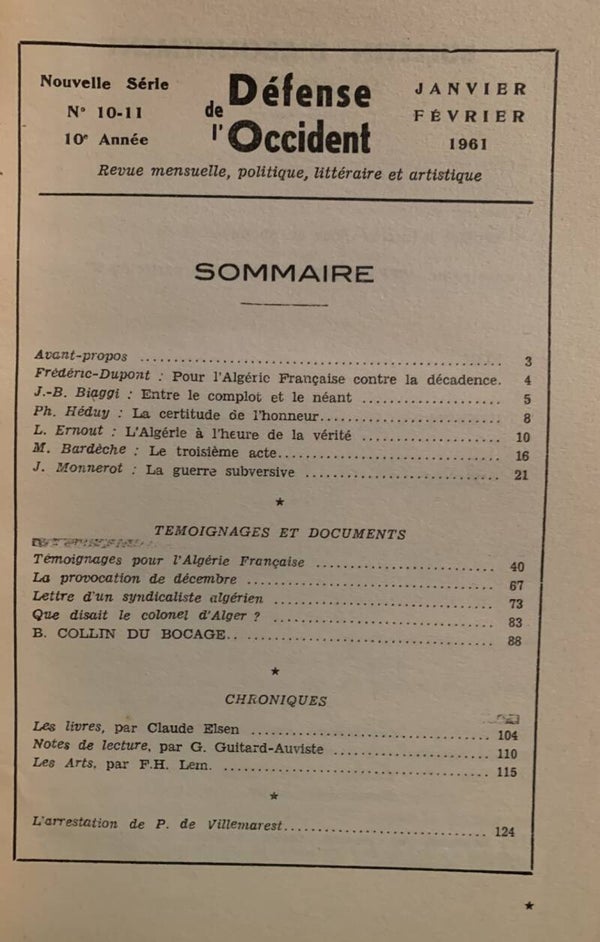 Nouvelle Série
N° 10-11
10e Année
Défense
de
l'Occident
JANVIER
FÉVRIER
1961
Revue mensuelle, politique, littéraire et artistique
SOMMAIRE
Avant-propos ........ 3
Frédéric-Dupont : Pour l'Algérie Française contre la décadence. 4
J.-B. Biaggi : Entre le complot et le néant ........ 5
Ph. Héduy : La certitude de l'honneur........ 8
L. Ernout : L'Algérie à l'heure de la vérité ........ 10
M. Bardèche : Le troisième acte........ 16
J. Monnerot : La guerre subversive ........ 21
★
TEMOIGNAGES ET DOCUMENTS
Témoignages pour l'Algérie Française ........ 40
La provocation de décembre ........ 67
Lettre d'un syndicaliste algérien ........ 73
Que disait le colonel d'Alger ? ........ 83
B. COLLIN DU BOCAGE.. ........ 88
★
CHRONIQUES
Les livres, par Claude Elsen ........ 104
Notes de lecture, par G. Guitard-Auviste ........ 110
Les Arts, par F.H. Lem. ........ 115
★
L'arrestation de P. de Villemarest........ 124
★